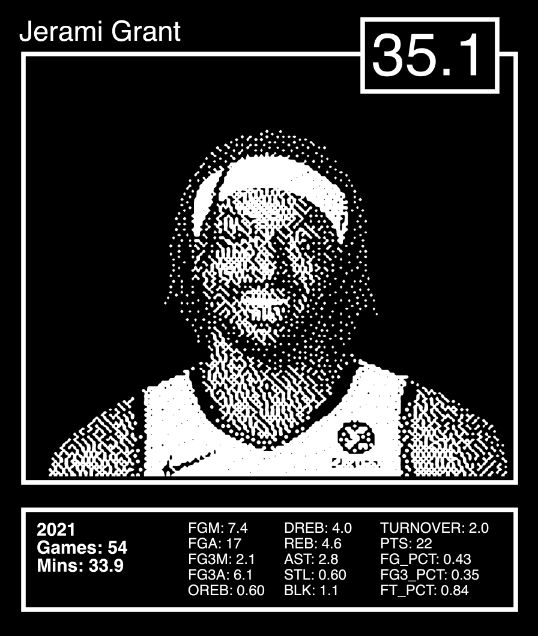 Jerami Grant
35.1
2021
Games: 54
Mins: 33.9
FGM: 7.4
FGA: 17
FG3M: 2.1
FG3A: 6.1
OREB: 0.60
DREB: 4.0
REB: 4.6
AST: 2.8
STL: 0.60
BLK: 1.1
TURNOVER: 2.0
PTS: 22
FG_PCT: 0.43
FG3_PCT: 0.35
FT_PCT: 0.84